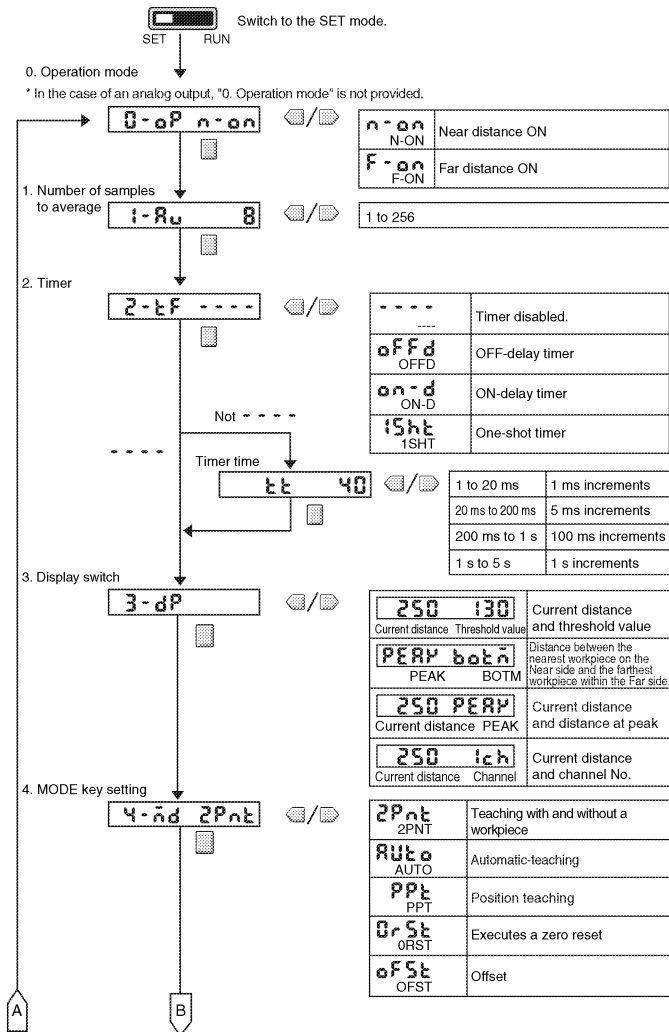 Switch to the SET mode.
SET RUN
0. Operation mode
* In the case of an analog output, "0. Operation mode" is not provided.
0-oP n-on
n-on
N-ON
Near distance ON
F-on
F-ON
Far distance ON
1. Number of samples
to average
1-Av 8
1 to 256
2. Timer
2-tF ----
----
----
Timer disabled.
oFFd
OFFD
OFF-delay timer
on-d
ON-D
ON-delay timer
1Sht
1SHT
One-shot timer
Not ----
----
Timer time
tt 40
1 to 20 ms 1 ms increments
20 ms to 200 ms 5 ms increments
200 ms to 1 s 100 ms increments
1 s to 5 s 1 s increments
3. Display switch
3-dP
250 130
Current distance Threshold value
Current distance
and threshold value
PEAK botm
PEAK BOTM
Distance between the
nearest workpiece on the
Near side and the farthest
workpiece within the Far side
250 PEAK
Current distance PEAK
Current distance
and distance at peak
250 1ch
Current distance Channel
Current distance
and channel No.
4. MODE key setting
4-md 2Pnt
2Pnt
2PNT
Teaching with and without a
workpiece
AUto
AUTO
Automatic-teaching
PPt
PPT
Position teaching
0rSt
0RST
Executes a zero reset
oFSt
OFST
Offset
A
B